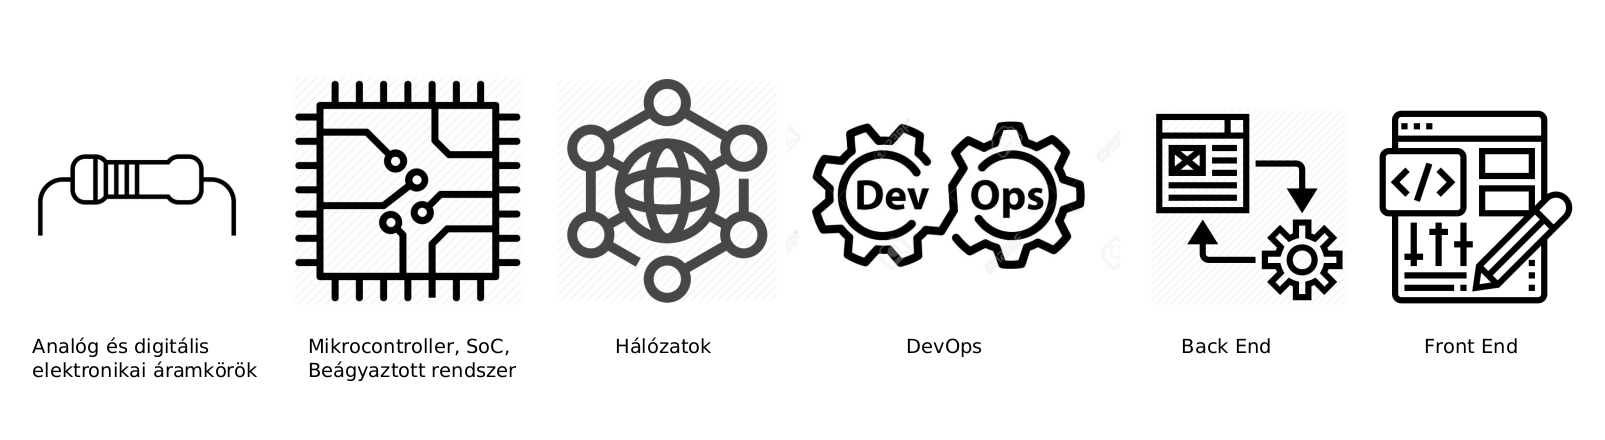 Dev
Ops
Analóg és digitális
elektronikai áramkörök
Mikrocontroller, SoC,
Beágyaztott rendszer
Hálózatok
DevOps
Back End
Front End